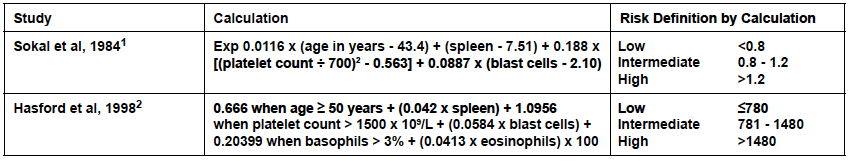 Study Calculation Risk Definition by Calculation
Sokal et al, 1984¹ Exp 0.0116 x (age in years - 43.4) + (spleen - 7.51) + 0.188 x Low <0.8
[(platelet count ÷ 700)² - 0.563] + 0.0887 x (blast cells - 2.10) Intermediate 0.8 - 1.2
High >1.2
Hasford et al, 1998² 0.666 when age ≥ 50 years + (0.042 x spleen) + 1.0956 Low ≤780
when platelet count > 1500 x 10⁹/L + (0.0584 x blast cells) + Intermediate 781 - 1480
0.20399 when basophils > 3% + (0.0413 x eosinophils) x 100 High >1480